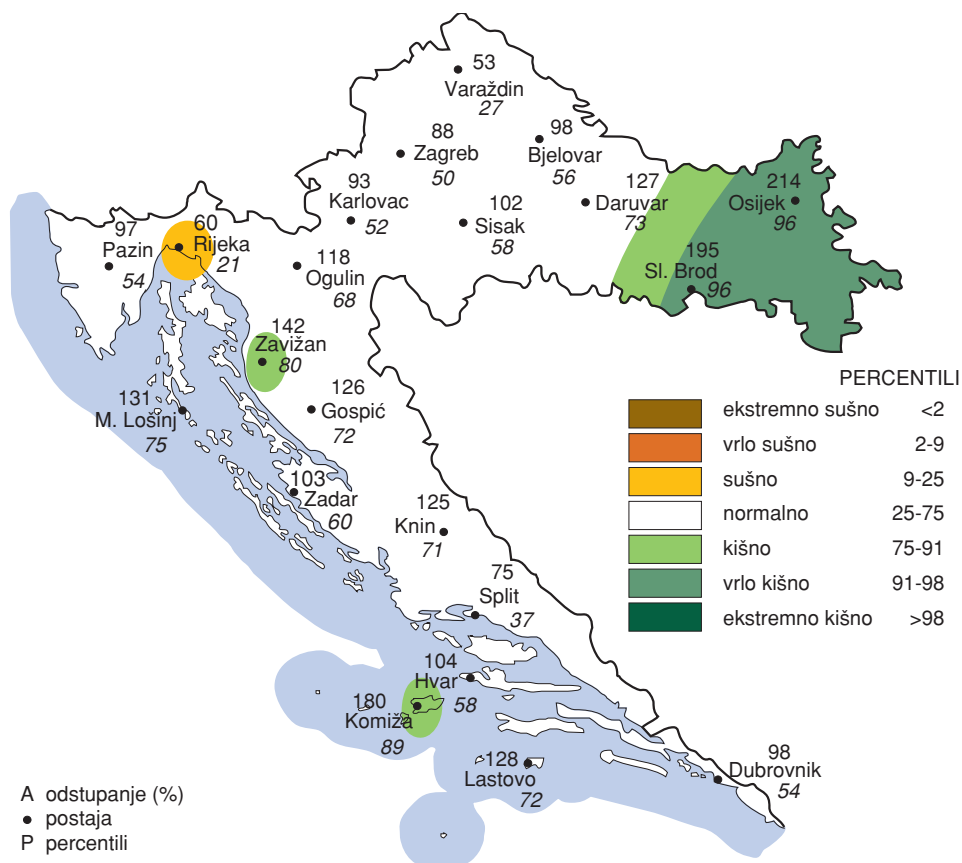 53
Varaždin
27
88
Zagreb
50
98
Bjelovar
56
93
Karlovac
52
102
Sisak
58
127
Daruvar
73
214
Osijek
96
195
Sl. Brod
96
97
Pazin
54
60
Rijeka
21
118
Ogulin
68
142
Zavižan
80
126
Gospić
72
131
M. Lošinj
75
103
Zadar
60
125
Knin
71
75
Split
37
104
Hvar
58
180
Komiža
89
128
Lastovo
72
98
Dubrovnik
54
PERCENTILI
ekstremno sušno <2
vrlo sušno 2-9
sušno 9-25
normalno 25-75
kišno 75-91
vrlo kišno 91-98
ekstremno kišno >98
A odstupanje (%)
● postaja
P percentili